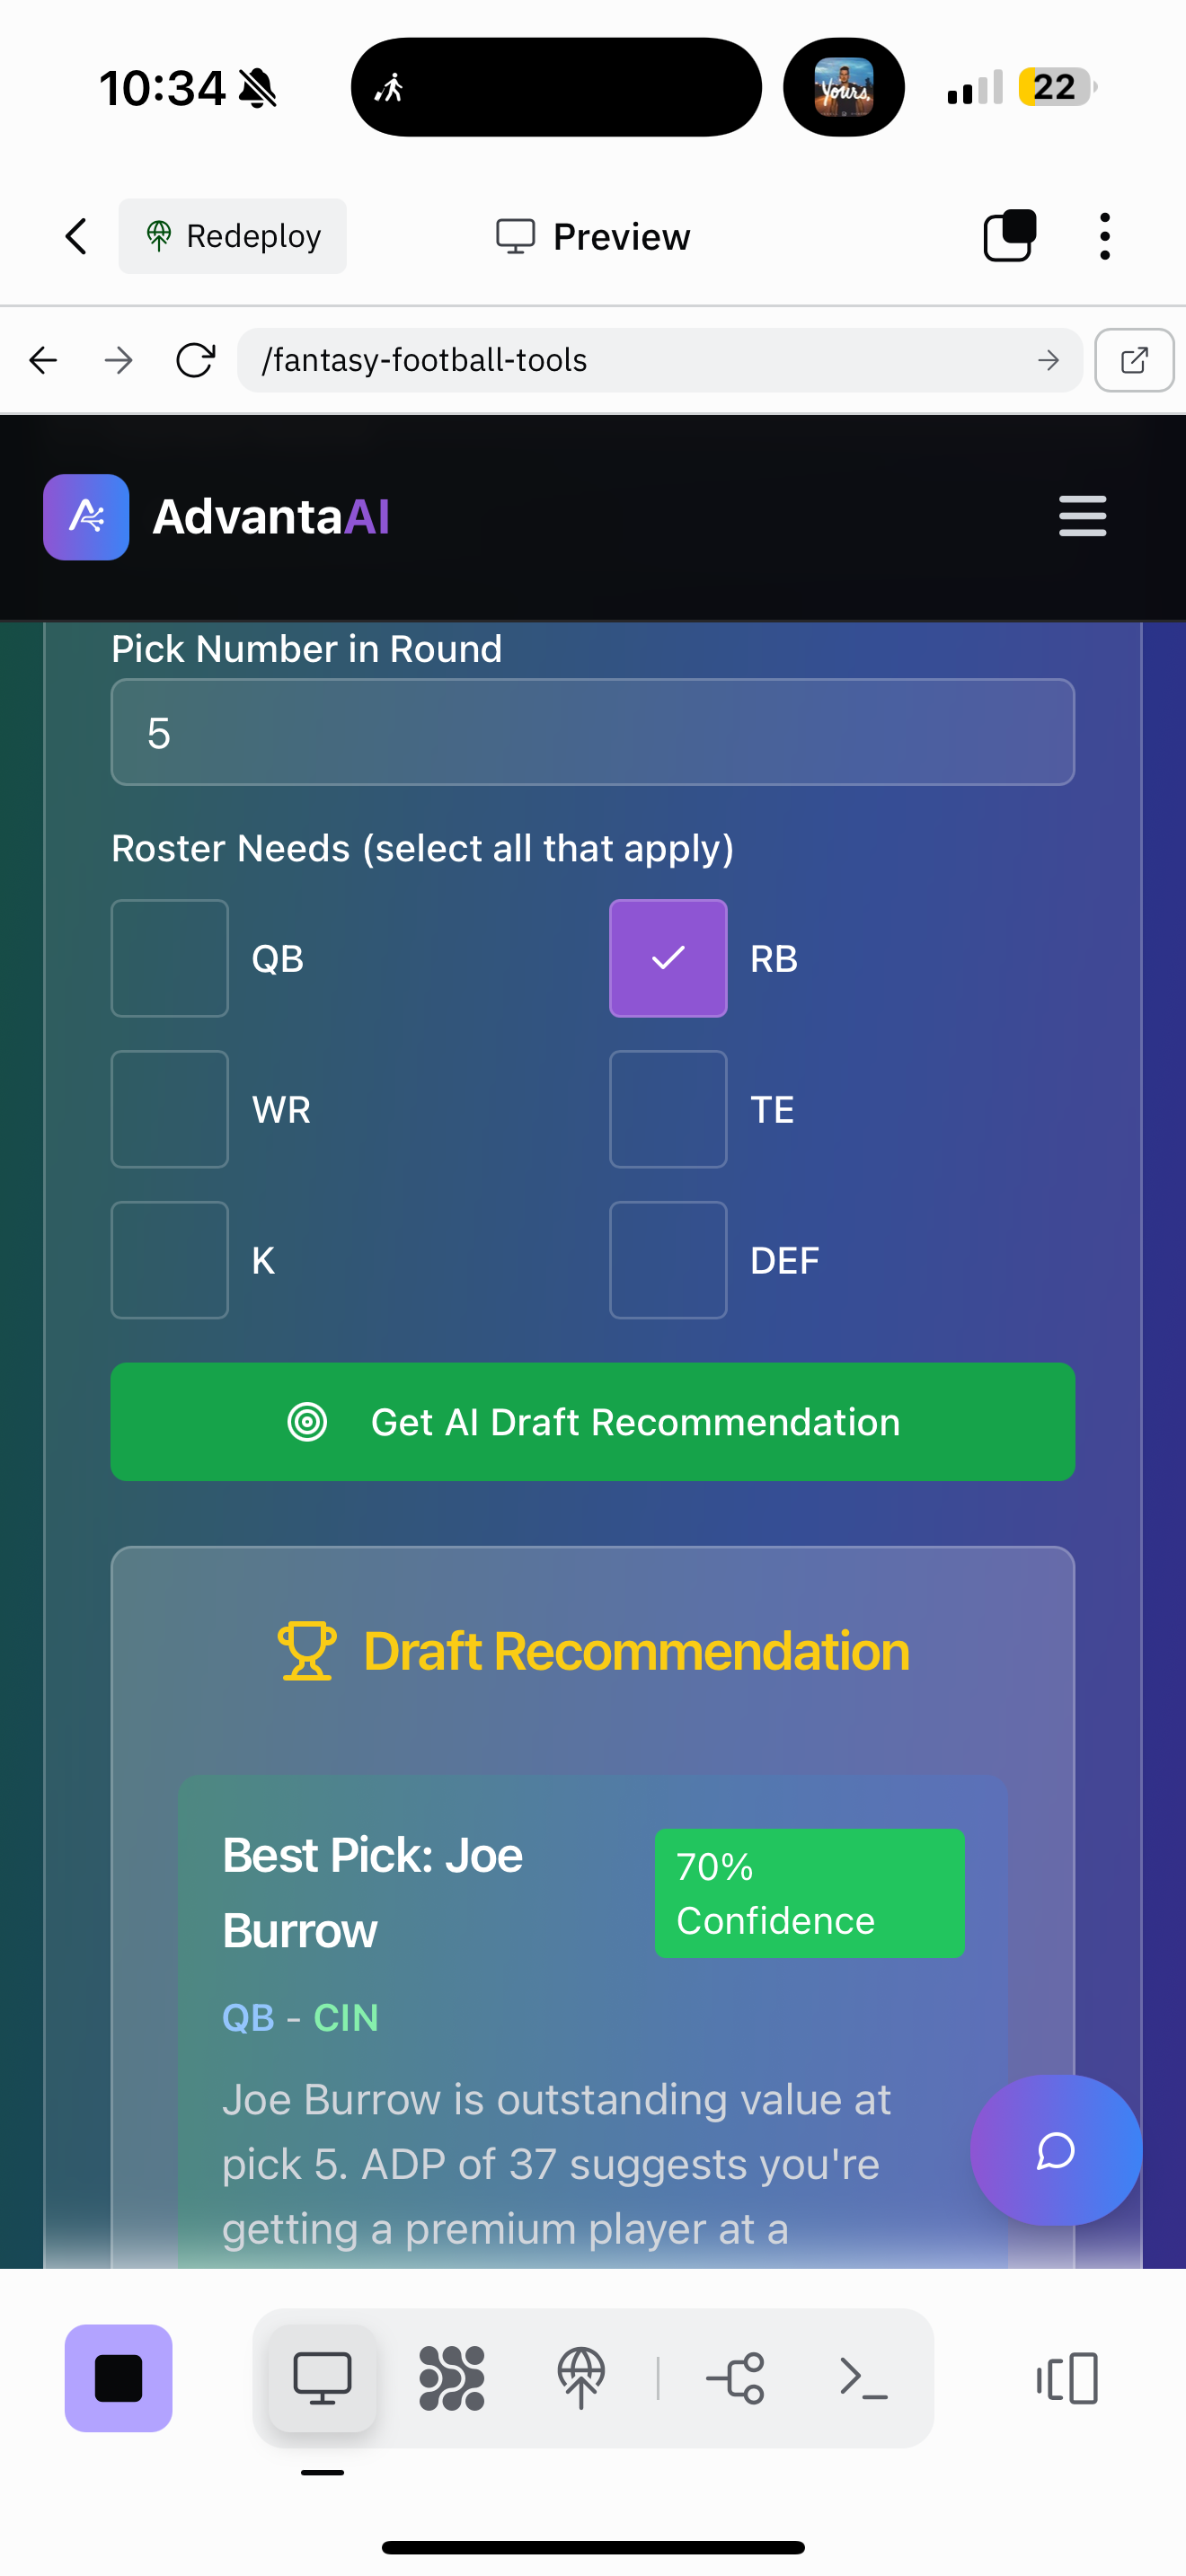 10:34
Yours,
22
Redeploy
Preview
/fantasy-football-tools
AdvantaAI
Pick Number in Round
5
Roster Needs (select all that apply)
QB
RB
WR
TE
K
DEF
Get AI Draft Recommendation
Draft Recommendation
Best Pick: Joe
Burrow
70%
Confidence
QB - CIN
Joe Burrow is outstanding value at
pick 5. ADP of 37 suggests you're
getting a premium player at a